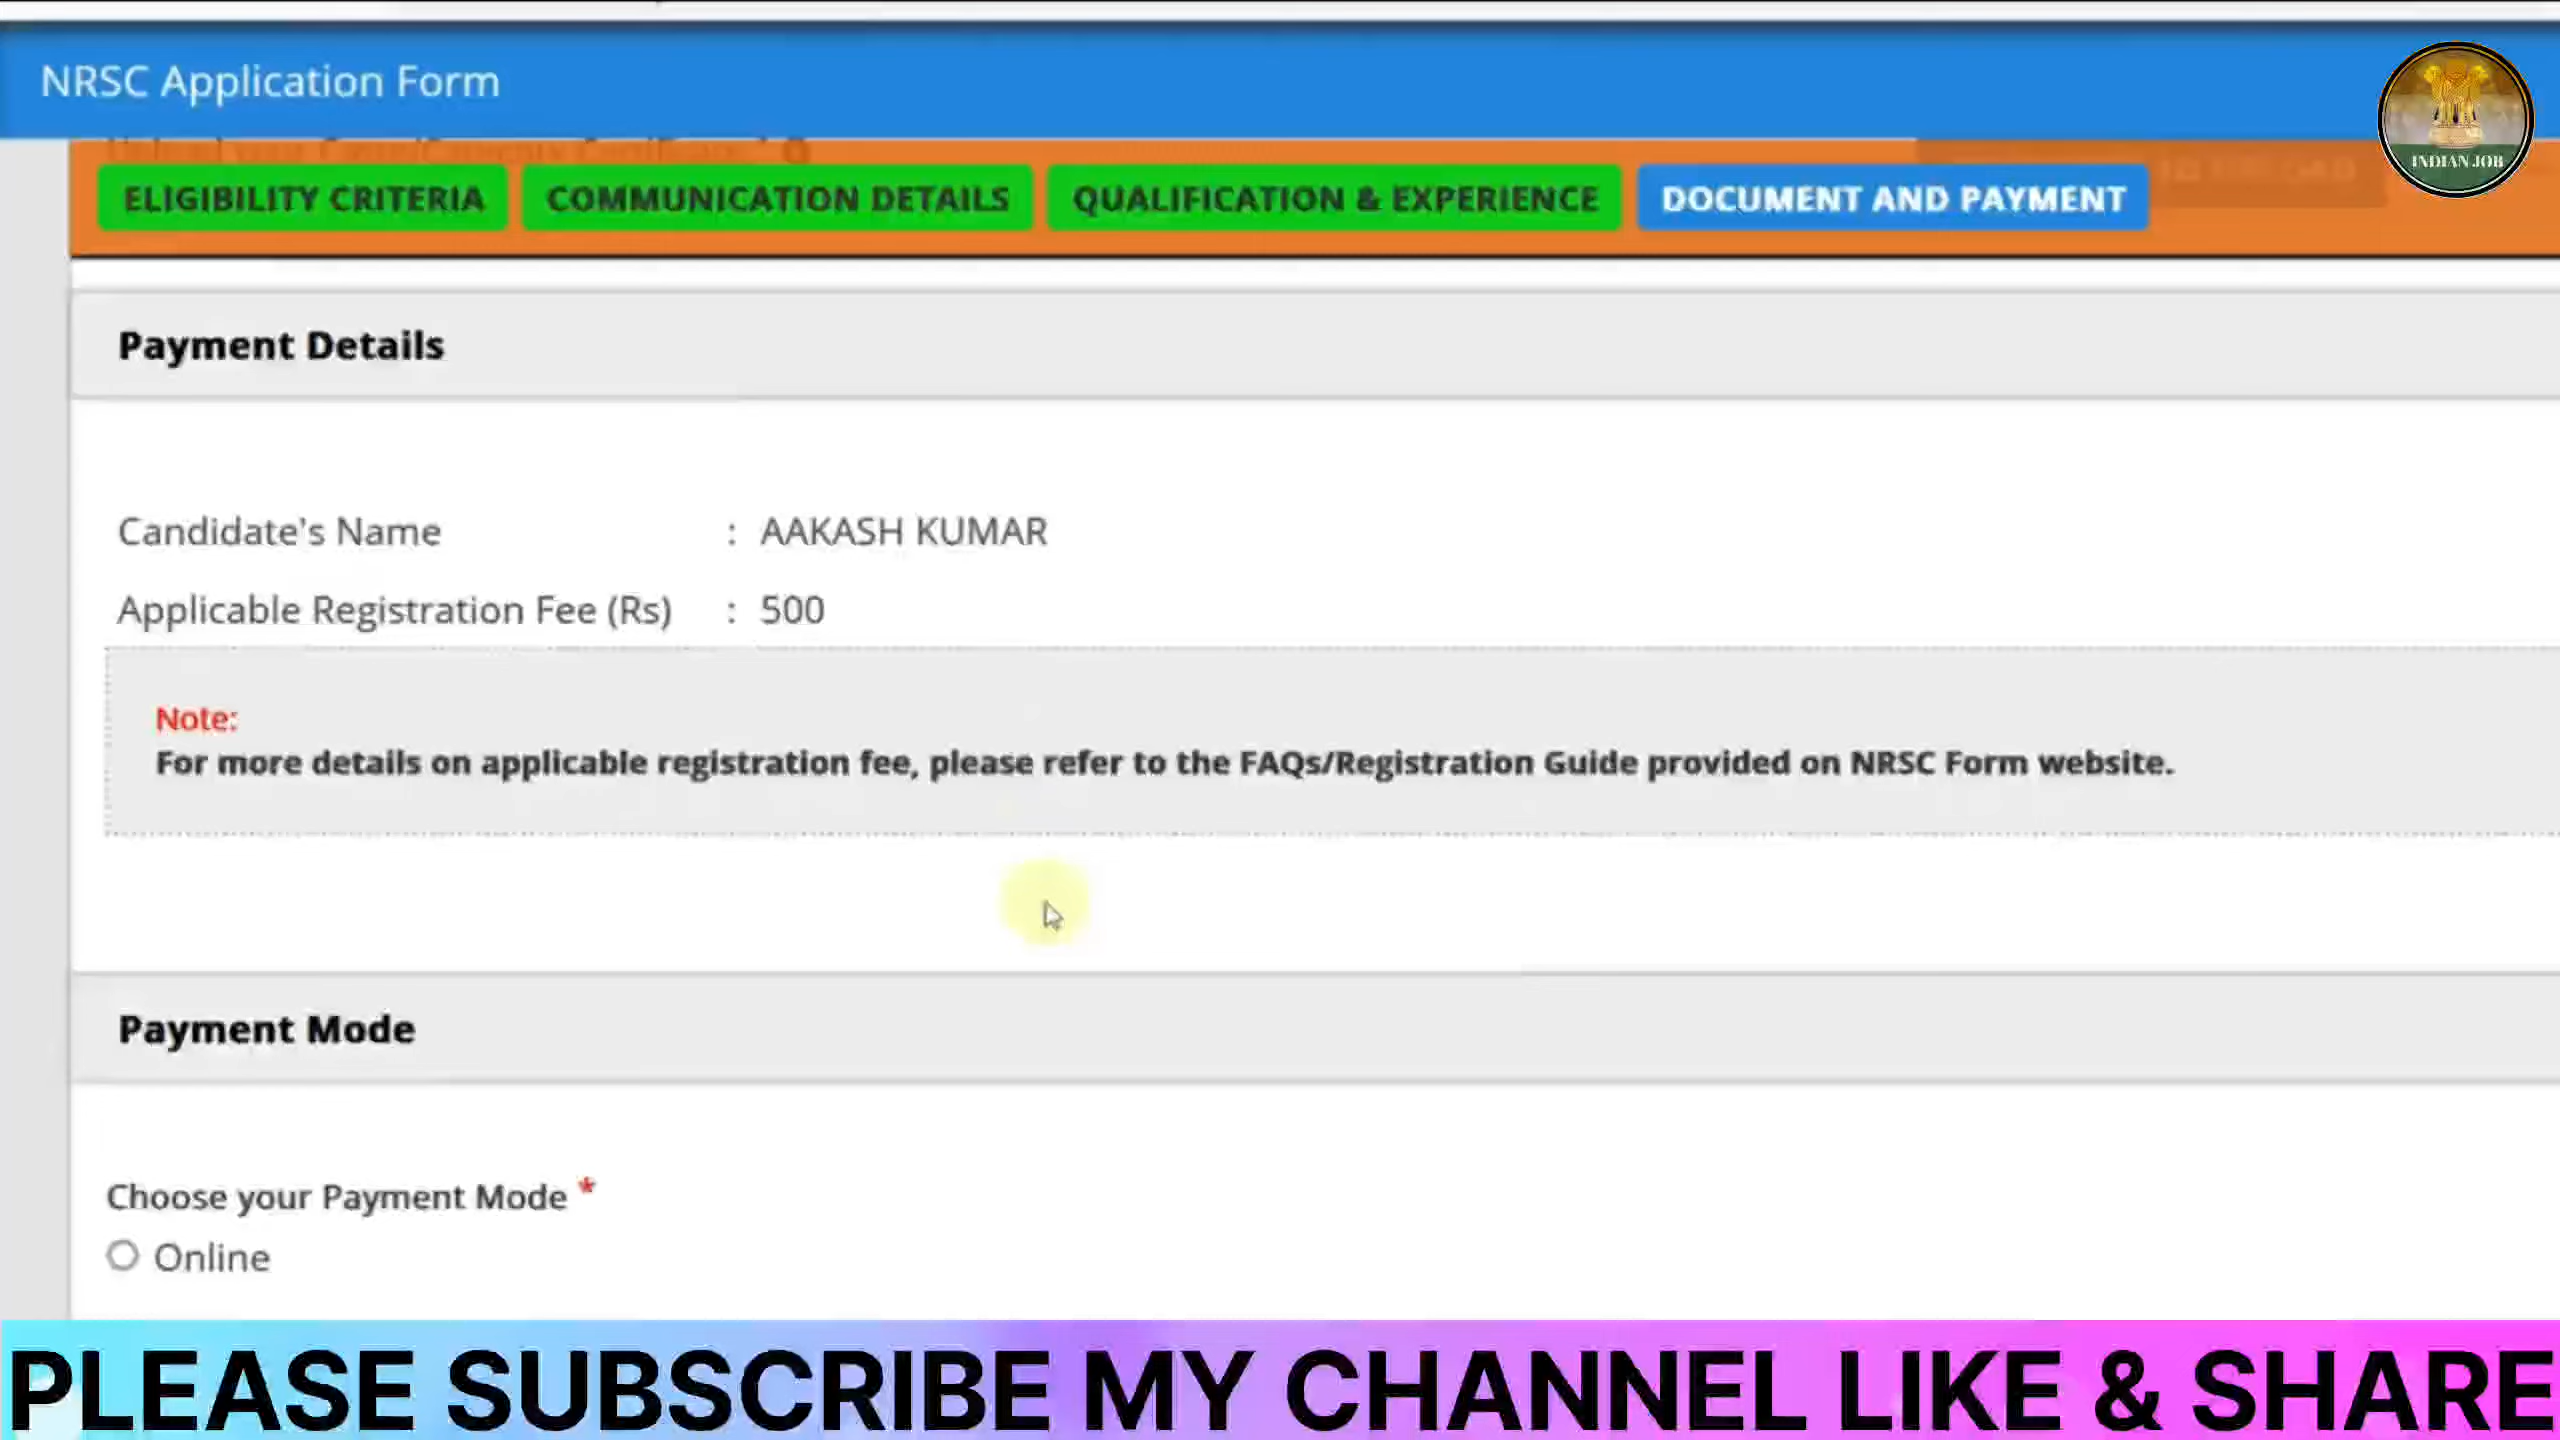 NRSC Application Form
INDIAN JOB
ELIGIBILITY CRITERIA COMMUNICATION DETAILS QUALIFICATION & EXPERIENCE DOCUMENT AND PAYMENT
Payment Details
Candidate's Name : AAKASH KUMAR
Applicable Registration Fee (Rs) : 500
Note:
For more details on applicable registration fee, please refer to the FAQs/Registration Guide provided on NRSC Form website.
Payment Mode
Choose your Payment Mode *
Online
PLEASE SUBSCRIBE MY CHANNEL LIKE & SHARE